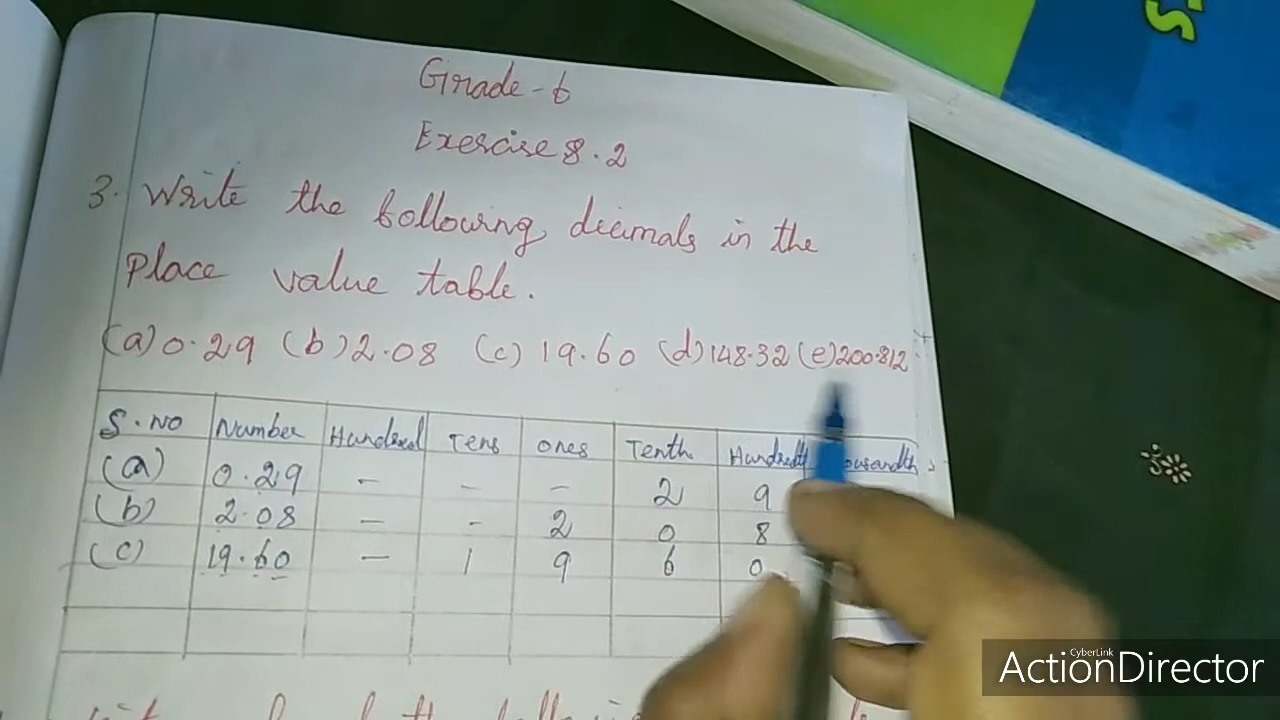 Grade-6
Exercise 8.2
3. Write the following decimals in the
Place value table.
(a) 0.29 (b) 2.08 (c) 19.60 (d) 148.32 (e) 200.812
S.No Number Hundred Tens Ones Tenth Hundredth
(a) 0.29 - - - 2 9
(b) 2.08 - - 2 0 8
(c) 19.60 - 1 9 6 0
CyberLink
ActionDirector